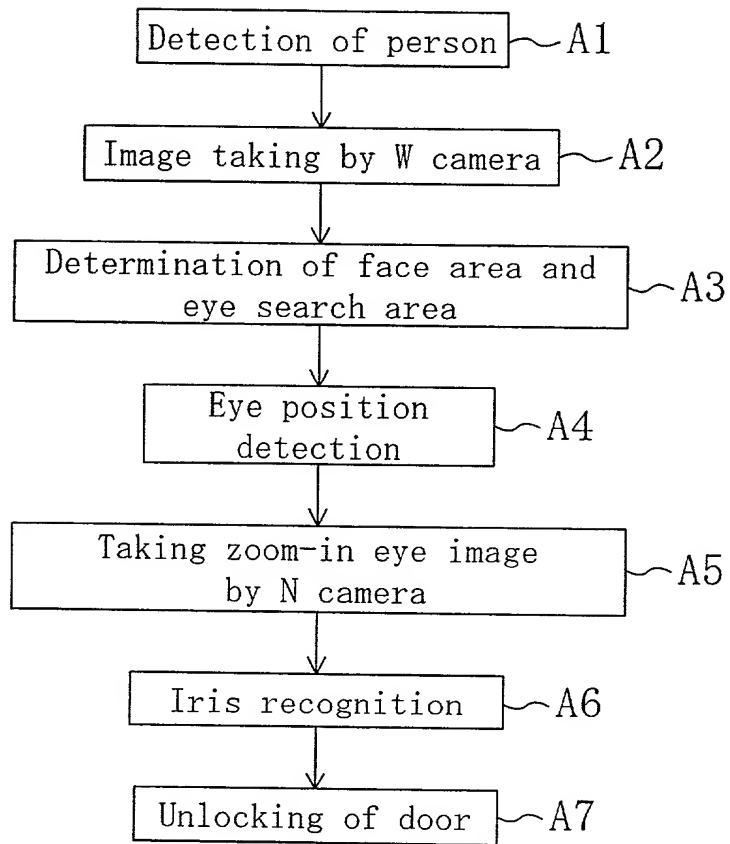 Detection of person A1
Image taking by W camera A2
Determination of face area and
eye search area A3
Eye position
detection A4
Taking zoom-in eye image
by N camera A5
Iris recognition A6
Unlocking of door A7